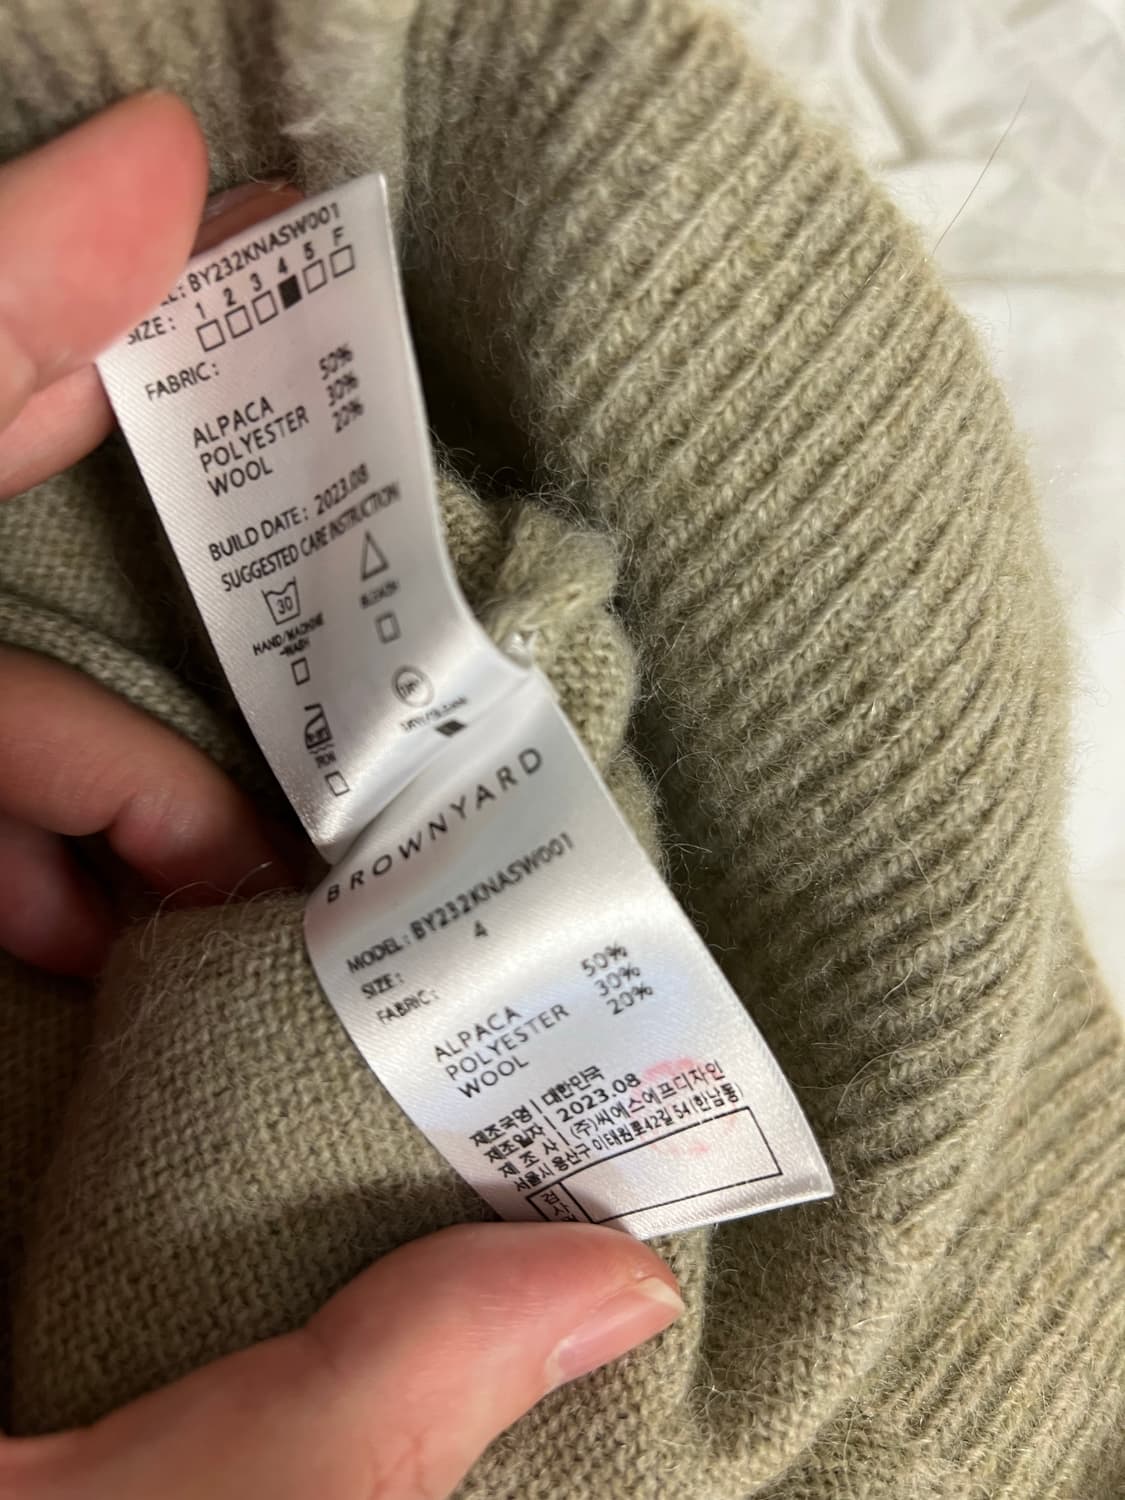 BY232KNASW001
SIZE: 1 2 3 4 5 F
FABRIC:
ALPACA 50%
POLYESTER 30%
WOOL 20%
BUILD DATE: 2023.08
SUGGESTED CARE INSTRUCTION
30
HAND/MACHINE WASH
BLEACH
IRON
BROWNYARD
MODEL: BY232KNASW001
SIZE: 4
FABRIC:
ALPACA 50%
POLYESTER 30%
WOOL 20%
제조국명 | 대한민국
제조일자 | 2023.08
제 조 사 | (주)씨에스에프디자인
서울시 용산구 이태원로42길 54(한남동)